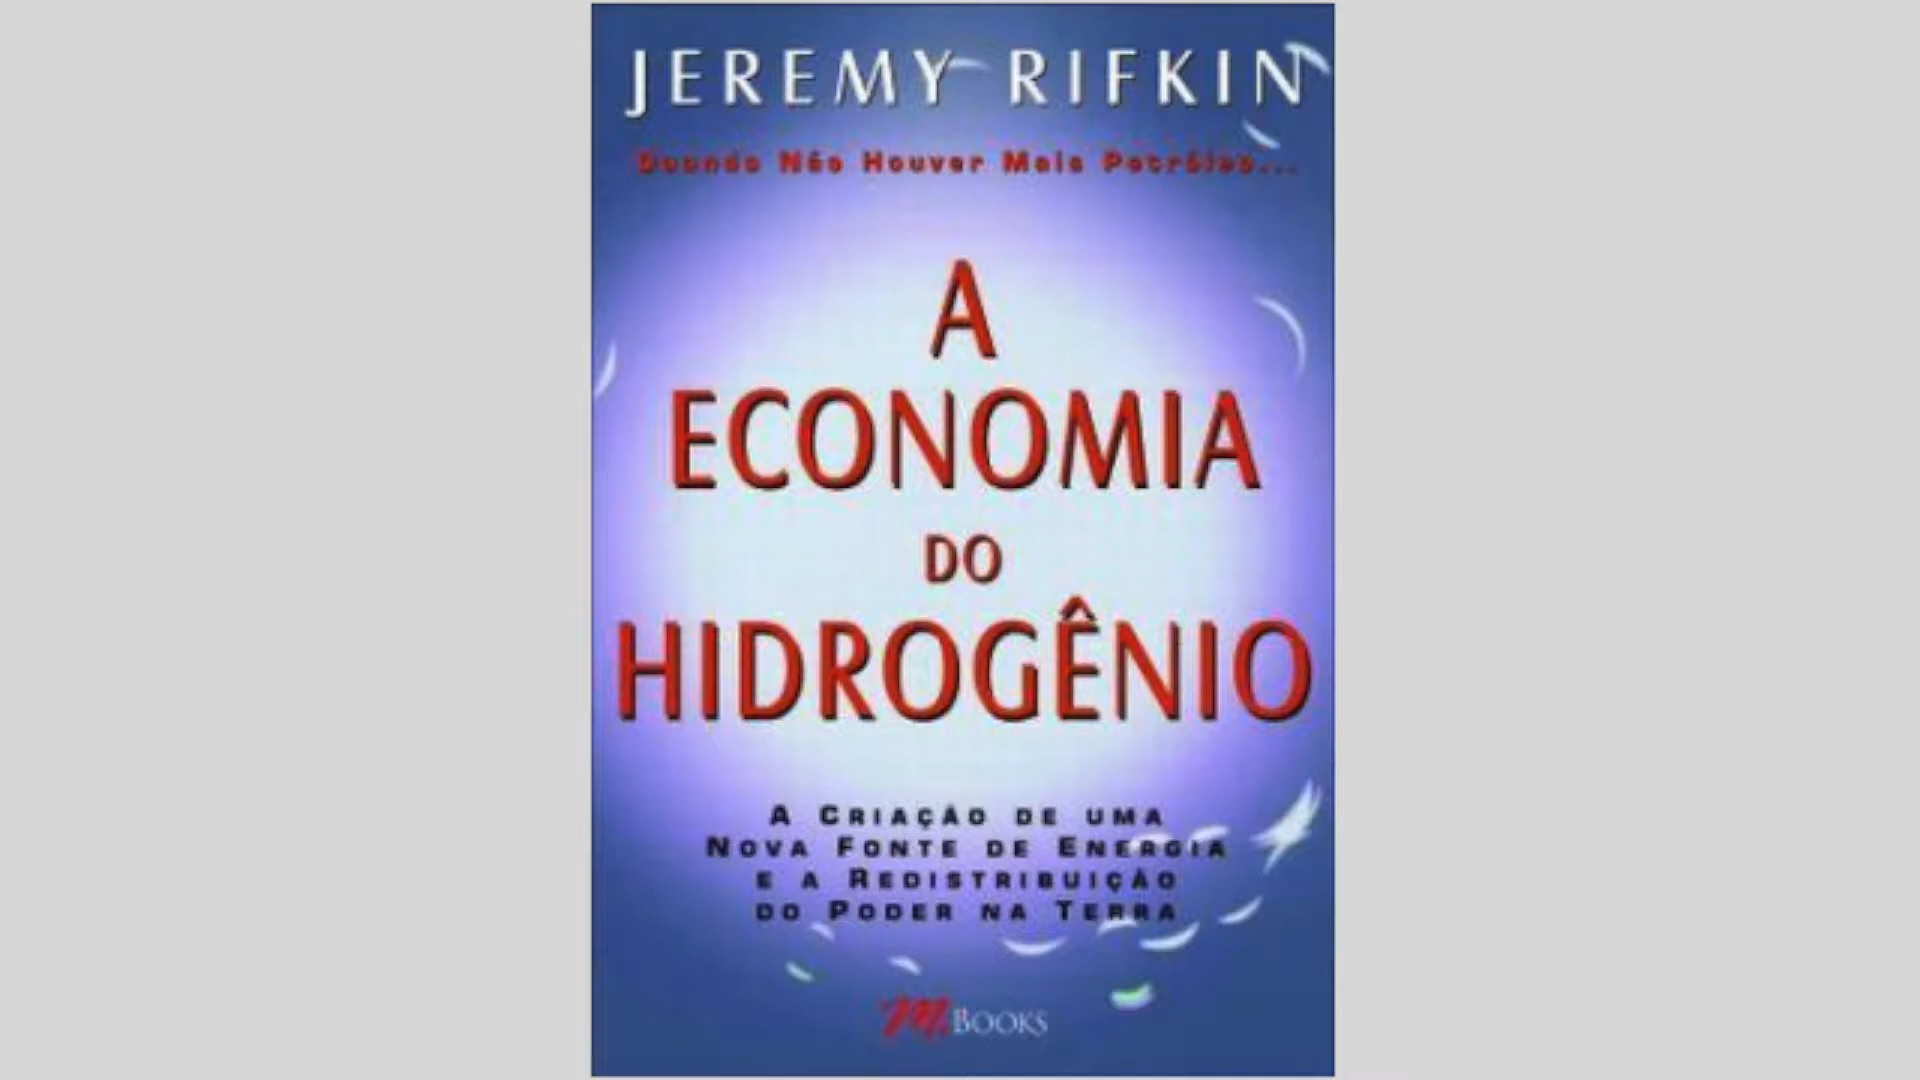 JEREMY RIFKIN
Quando Não Houver Mais Petróleo...
A
ECONOMIA
DO
HIDROGÊNIO
A CRIAÇÃO DE UMA
NOVA FONTE DE ENERGIA
E A REDISTRIBUIÇÃO
DO PODER NA TERRA
M. BOOKS